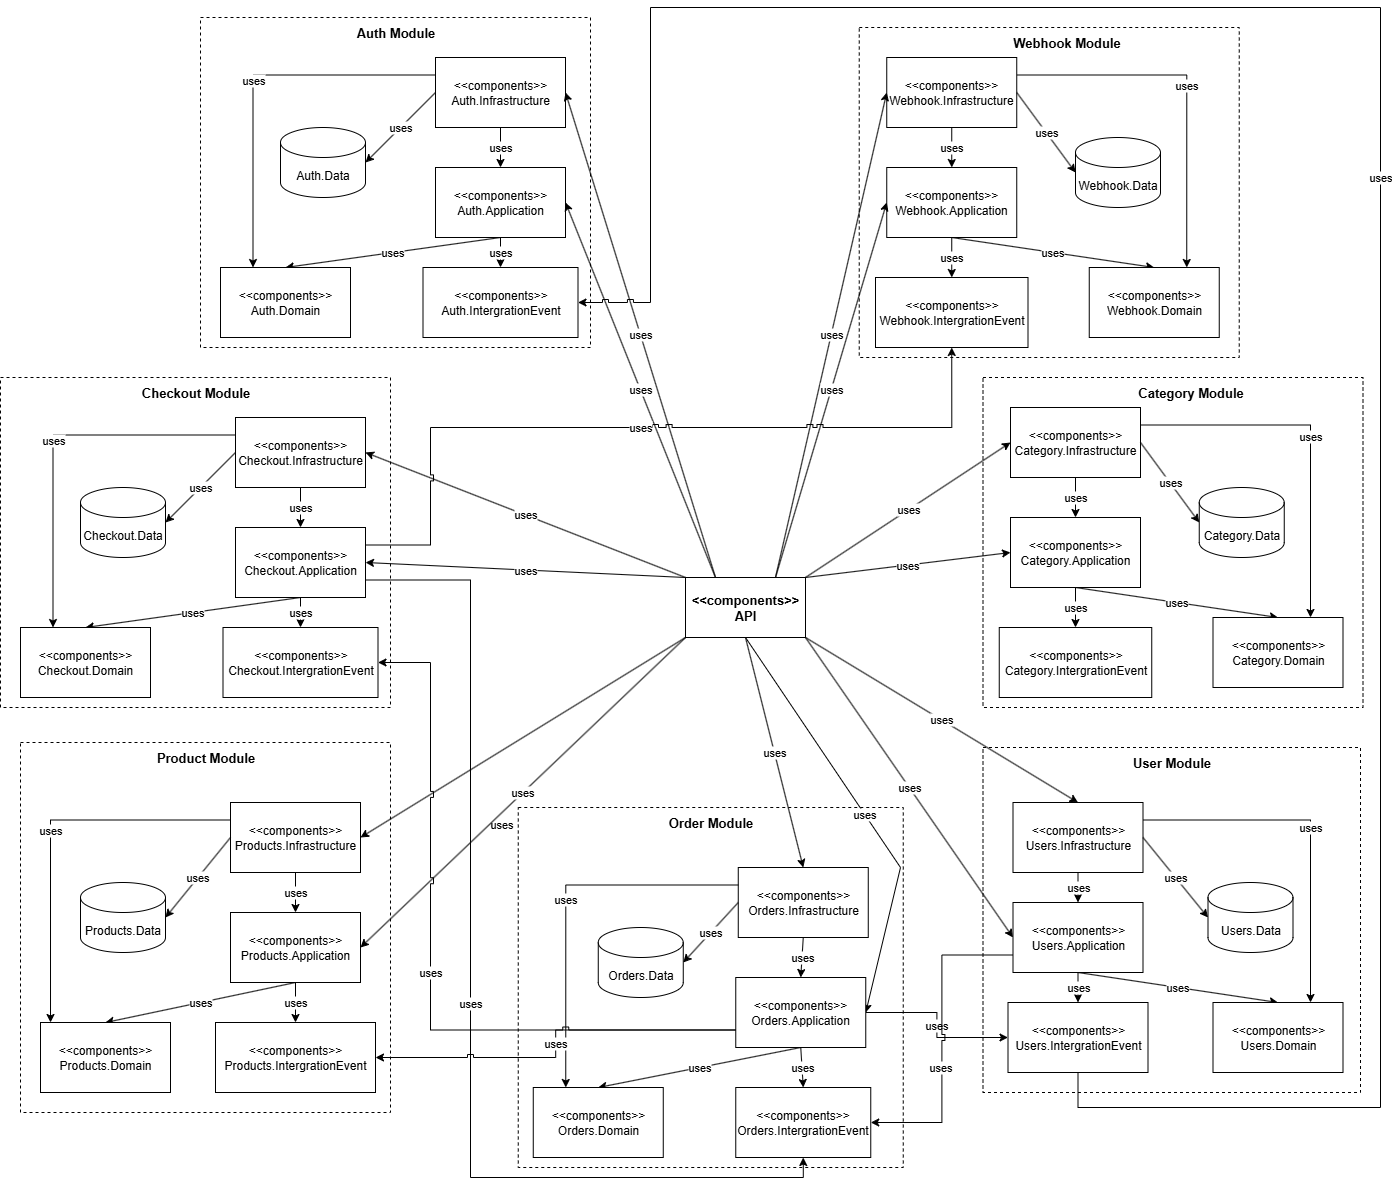 Auth Module
<<components>>
Auth.Infrastructure
uses
uses
Auth.Data
uses
<<components>>
Auth.Application
uses
uses
<<components>>
Auth.Domain
<<components>>
Auth.IntergrationEvent
Webhook Module
<<components>>
Webhook.Infrastructure
uses
uses
uses
Webhook.Data
<<components>>
Webhook.Application
uses
uses
<<components>>
Webhook.IntergrationEvent
<<components>>
Webhook.Domain
uses
uses
uses
uses
uses
uses
Checkout Module
<<components>>
Checkout.Infrastructure
uses
uses
Checkout.Data
uses
<<components>>
Checkout.Application
uses
uses
<<components>>
Checkout.Domain
<<components>>
Checkout.IntergrationEvent
Category Module
<<components>>
Category.Infrastructure
uses
uses
uses
Category.Data
<<components>>
Category.Application
uses
uses
<<components>>
Category.IntergrationEvent
<<components>>
Category.Domain
uses
uses
uses
uses
<<components>>
API
uses
uses
uses
uses
uses
uses
Product Module
<<components>>
Products.Infrastructure
uses
uses
Products.Data
uses
<<components>>
Products.Application
uses
uses
<<components>>
Products.Domain
<<components>>
Products.IntergrationEvent
uses
uses
Order Module
<<components>>
Orders.Infrastructure
uses
uses
Orders.Data
uses
<<components>>
Orders.Application
uses
uses
uses
<<components>>
Orders.Domain
<<components>>
Orders.IntergrationEvent
uses
uses
User Module
<<components>>
Users.Infrastructure
uses
uses
uses
Users.Data
<<components>>
Users.Application
uses
uses
<<components>>
Users.IntergrationEvent
<<components>>
Users.Domain